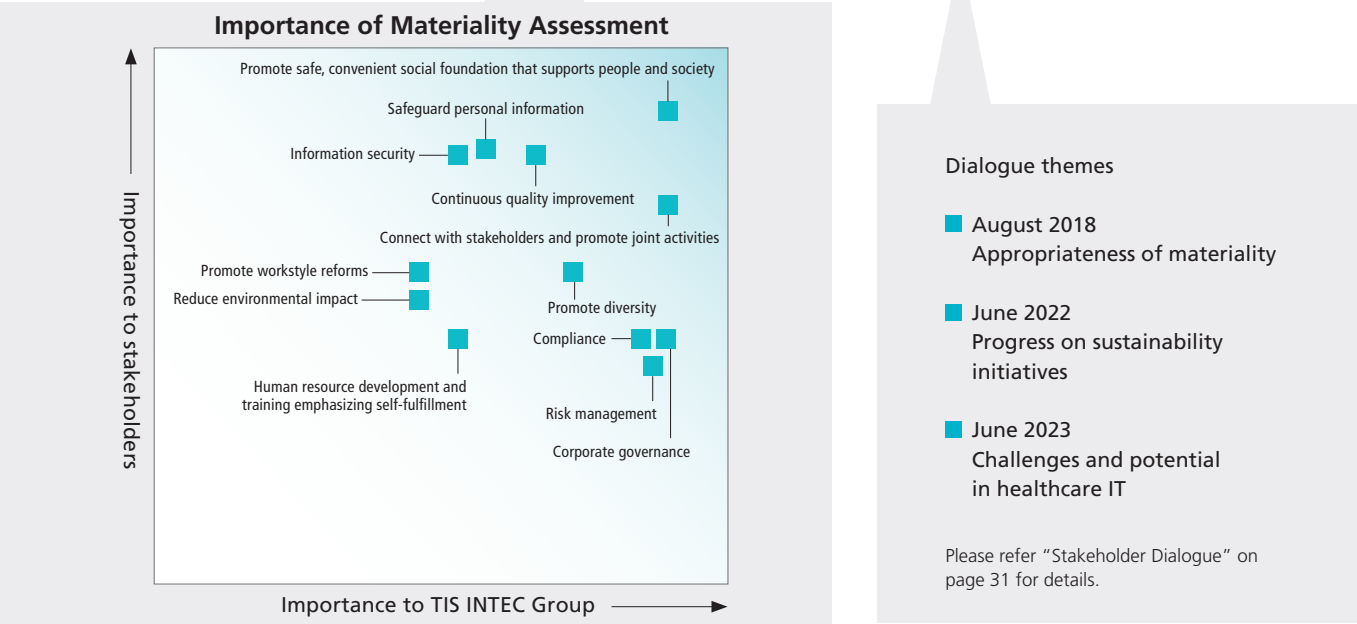 Importance of Materiality Assessment
Importance to stakeholders
Promote safe, convenient social foundation that supports people and society
Safeguard personal information
Information security
Continuous quality improvement
Connect with stakeholders and promote joint activities
Promote workstyle reforms
Reduce environmental impact
Promote diversity
Compliance
Human resource development and
training emphasizing self-fulfillment
Risk management
Corporate governance
Importance to TIS INTEC Group
Dialogue themes
August 2018
Appropriateness of materiality
June 2022
Progress on sustainability
initiatives
June 2023
Challenges and potential
in healthcare IT
Please refer “Stakeholder Dialogue” on
page 31 for details.